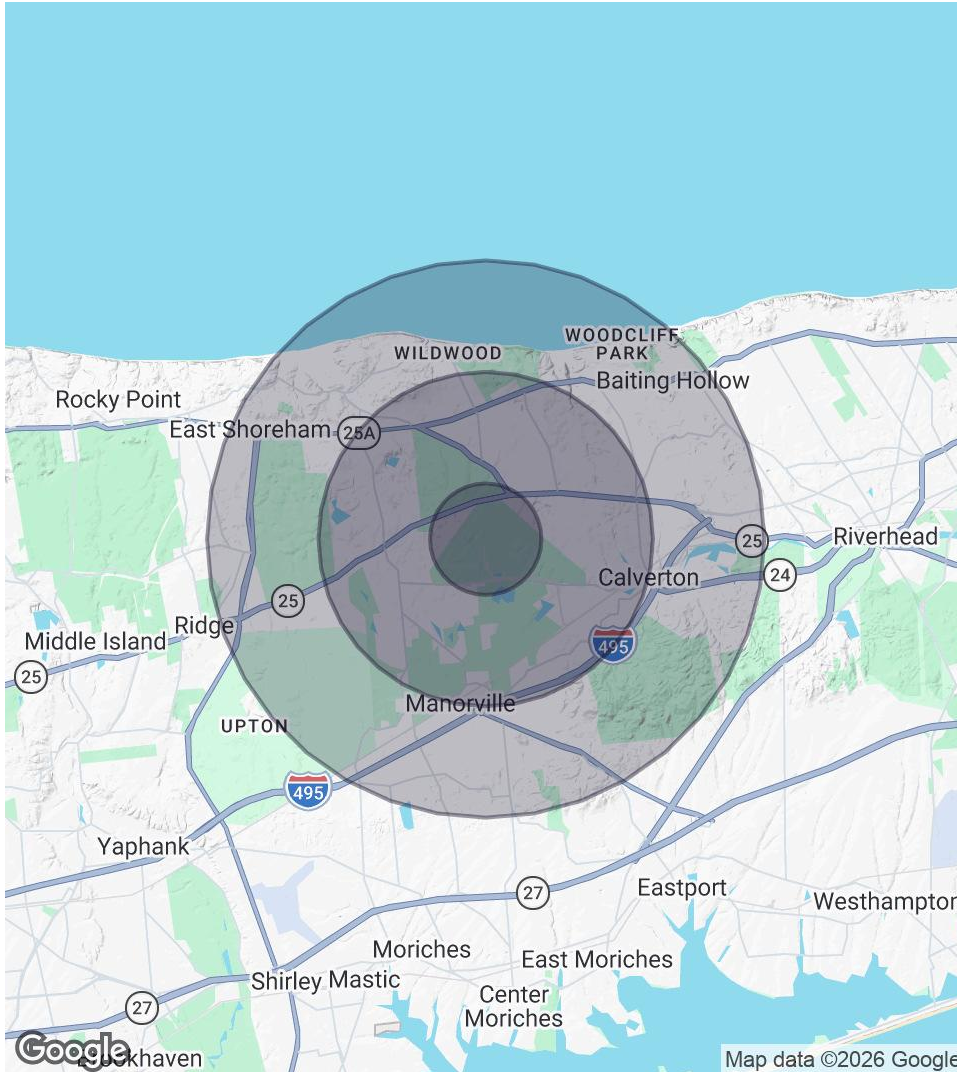 WOODCLIFF
PARK
WILDWOOD
Baiting Hollow
Rocky Point
East Shoreham
25A
25
Riverhead
24
Calverton
25
Ridge
Middle Island
495
25
Manorville
UPTON
495
Yaphank
27
Eastport
Westhampton
Moriches
East Moriches
Shirley
Mastic
Center
Moriches
27
Google
Brookhaven
Map data ©2026 Google